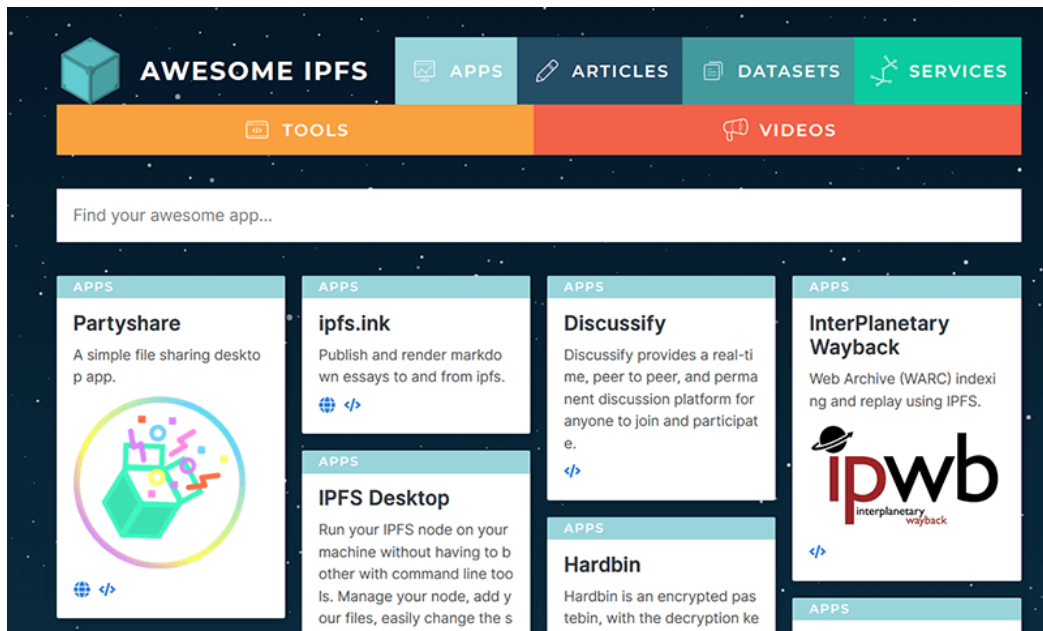 AWESOME IPFS
APPS
ARTICLES
DATASETS
SERVICES
TOOLS
VIDEOS
Find your awesome app...
APPS
Partyshare
A simple file sharing deskto
p app.
APPS
ipfs.ink
Publish and render markdo
wn essays to and from ipfs.
APPS
IPFS Desktop
Run your IPFS node on your
machine without having to b
other with command line too
ls. Manage your node, add y
our files, easily change the s
APPS
Discussify
Discussify provides a real-ti
me, peer to peer, and perma
nent discussion platform for
anyone to join and participat
e.
APPS
Hardbin
Hardbin is an encrypted pas
tebin, with the decryption ke
APPS
InterPlanetary
Wayback
Web Archive (WARC) indexi
ng and replay using IPFS.
ipwb
interplanetary
wayback
APPS